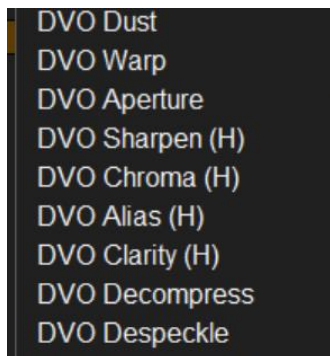 DVO Dust
DVO Warp
DVO Aperture
DVO Sharpen (H)
DVO Chroma (H)
DVO Alias (H)
DVO Clarity (H)
DVO Decompress
DVO Despeckle